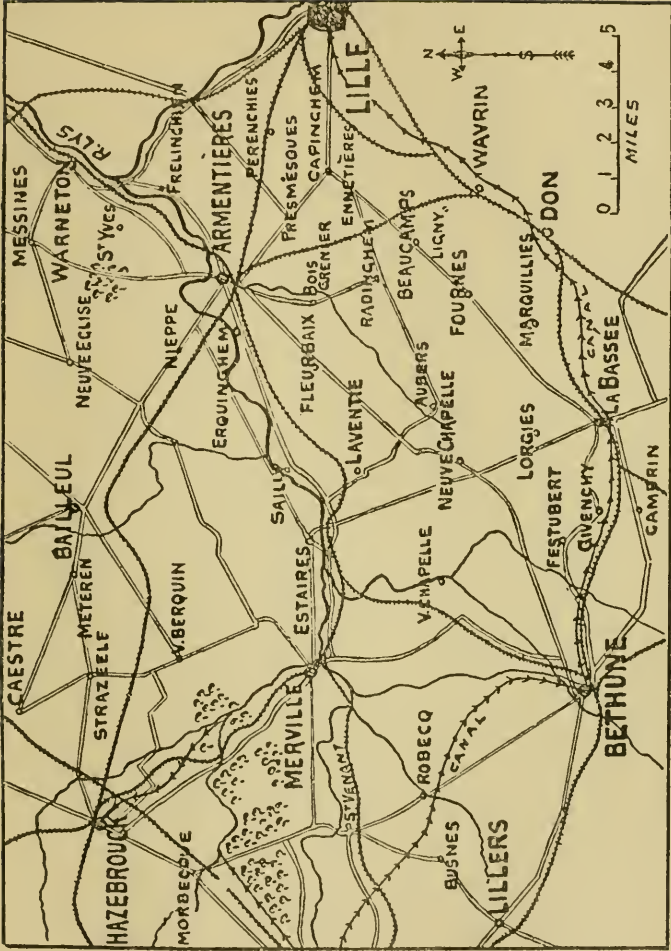 CAESTRE
MESSINES
METEREN
BAILLEUL
WARNETON
R. LYS
STRAZEELE
NEUVE EGLISE
ST YVES
HAZEBROUCK
V. BERQUIN
NIEPPE
FRELINGHIEN
MORBECQUE
ERQUINGHEM
ARMENTIÈRES
PERENCHIES
SAILLY
PRESMESQUES
MERVILLE
ESTAIRES
FLEURBAIX
BOIS
GRENIER
CAPINGHEM
LILLE
ST VENANT
LAVENTIE
RADINGHEM
ENNETIÈRES
ROBECQ
V. CHAPELLE
AUBERS
BEAUCAMPS
LIGNY
NEUVE CHAPELLE
FOURNES
BUSNES
CANAL
WAVRIN
N
W E
S
LILLERS
LORGIES
MARQUILLIES
DON
FESTUBERT
GIVENCHY
CANAL
LA BASSEE
BETHUNE
CAMBRIN
0 1 2 3 4 5
MILES